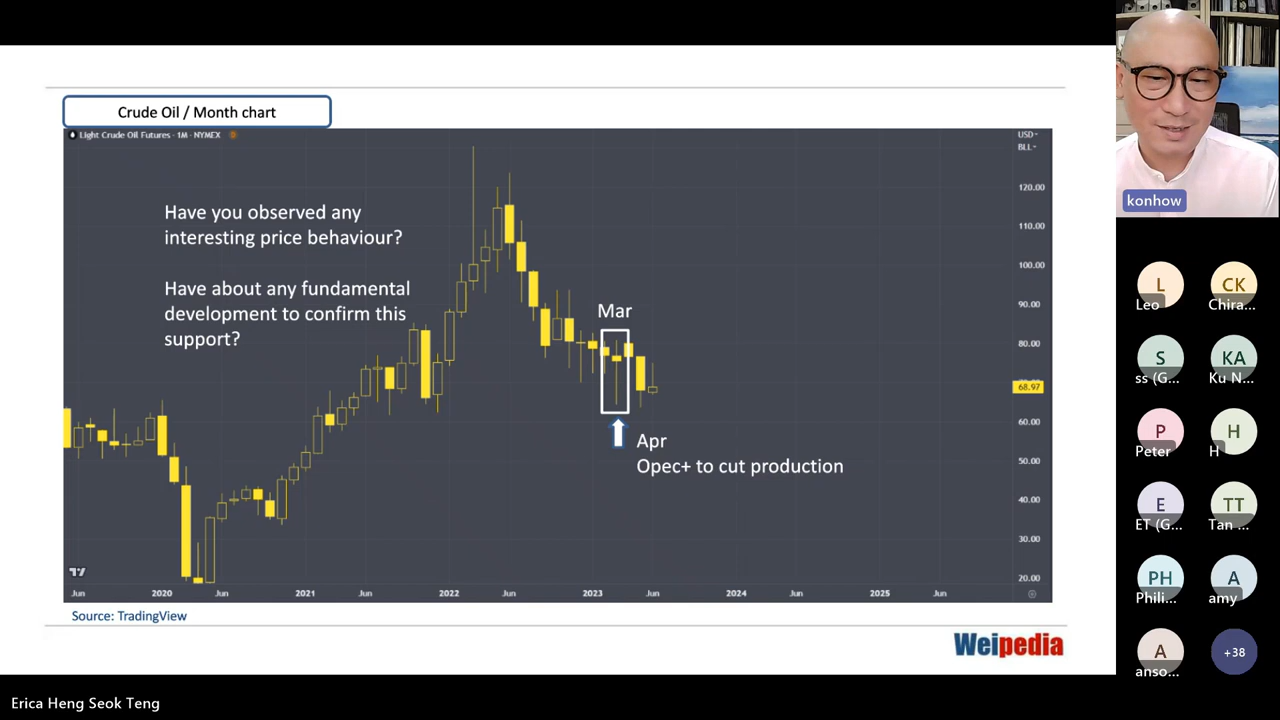 Crude Oil / Month chart
Light Crude Oil Futures · 1M · NYMEX
USD
BLL
Have you observed any
interesting price behaviour?
Have about any fundamental
development to confirm this
support?
Mar
Apr
Opec+ to cut production
120.00
110.00
100.00
90.00
80.00
68.97
60.00
50.00
40.00
30.00
20.00
Jun 2020 Jun 2021 Jun 2022 Jun 2023 Jun 2024 Jun 2025 Jun
Source: TradingView
Weipedia
konhow
L CK
Leo Chira...
S KA
ss (G... Ku N...
P H
Peter H
E TT
ET (G... Tan ...
PH A
Phili... amy
A +38
anso...
Erica Heng Seok Teng